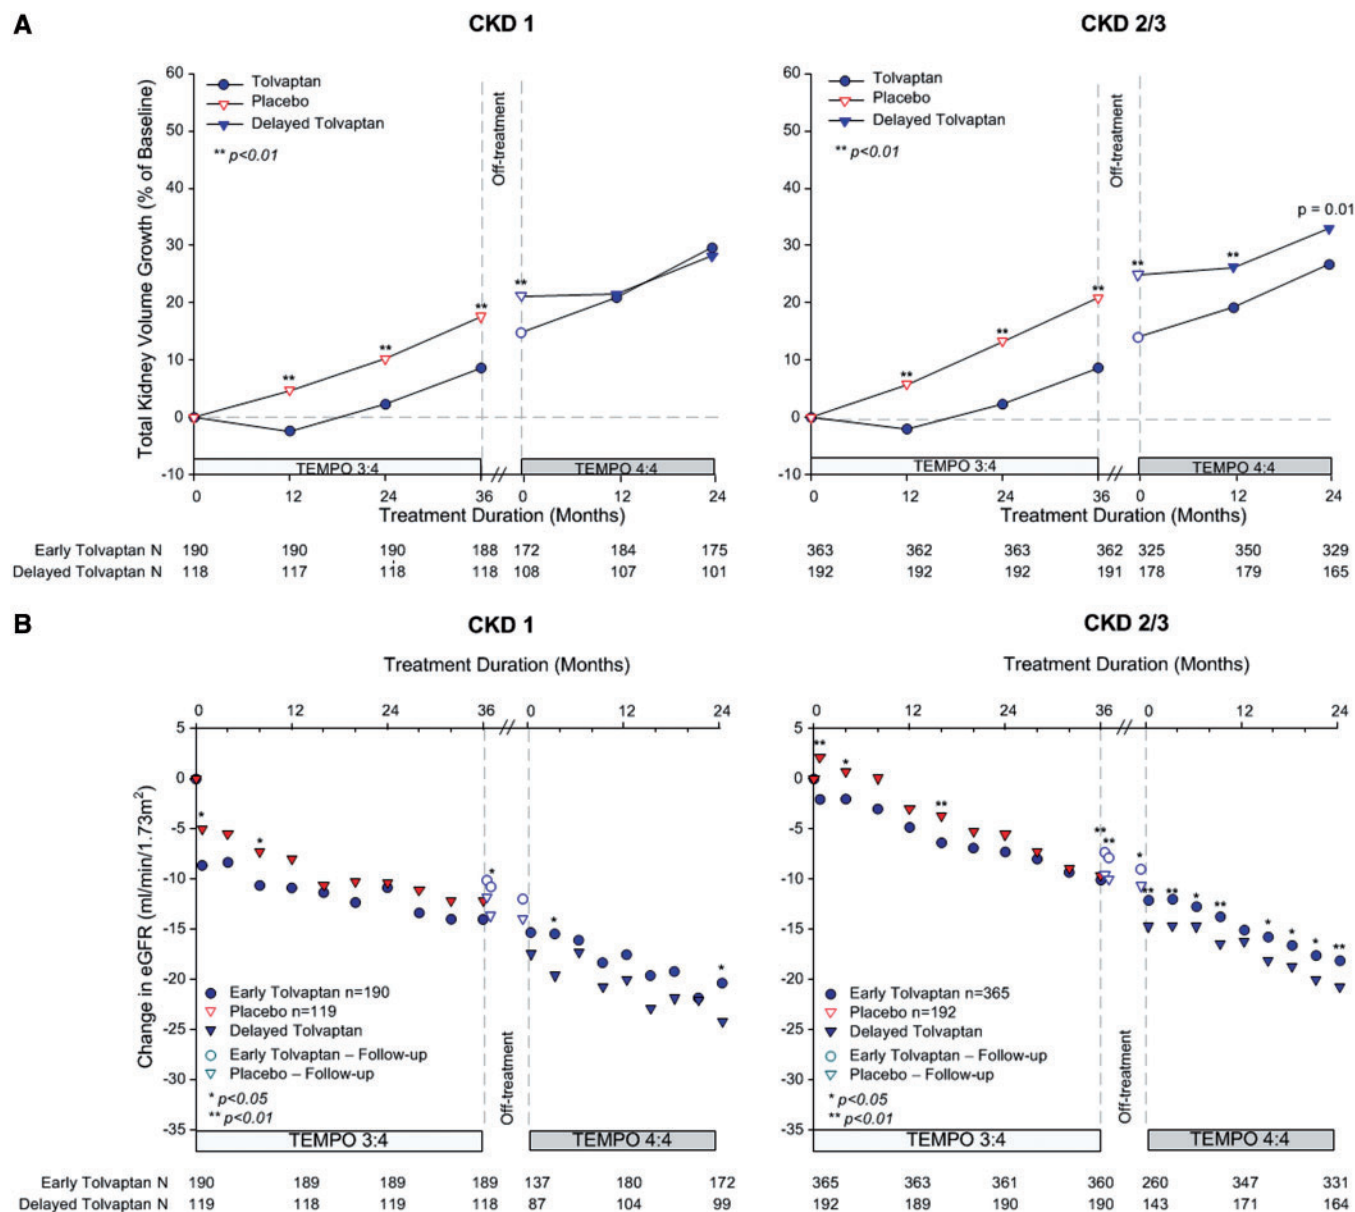 A
CKD 1
CKD 2/3
Total Kidney Volume Growth (% of Baseline)
60
50
40
30
20
10
0
-10
Tolvaptan
Placebo
Delayed Tolvaptan
** p<0.01
Off-treatment
**
**
**
**
TEMPO 3:4
TEMPO 4:4
0 12 24 36 // 0 12 24
Treatment Duration (Months)
60
50
40
30
20
10
0
-10
Tolvaptan
Placebo
Delayed Tolvaptan
** p<0.01
Off-treatment
**
**
**
**
**
p = 0.01
TEMPO 3:4
TEMPO 4:4
0 12 24 36 // 0 12 24
Treatment Duration (Months)
Early Tolvaptan N 190 190 190 188 172 184 175 363 362 363 362 325 350 329
Delayed Tolvaptan N 118 117 118 118 108 107 101 192 192 192 191 178 179 165
B
CKD 1
CKD 2/3
Treatment Duration (Months)
0 12 24 36 // 0 12 24
Change in eGFR (ml/min/1.73m²)
5
0
-5
-10
-15
-20
-25
-30
-35
*
*
*
*
*
Early Tolvaptan n=190
Placebo n=119
Delayed Tolvaptan
Early Tolvaptan – Follow-up
Placebo – Follow-up
* p<0.05
** p<0.01
Off-treatment
TEMPO 3:4
TEMPO 4:4
Treatment Duration (Months)
0 12 24 36 // 0 12 24
5
0
-5
-10
-15
-20
-25
-30
-35
**
*
**
**
**
*
**
**
*
**
*
*
*
**
Early Tolvaptan n=365
Placebo n=192
Delayed Tolvaptan
Early Tolvaptan – Follow-up
Placebo – Follow-up
* p<0.05
** p<0.01
Off-treatment
TEMPO 3:4
TEMPO 4:4
Early Tolvaptan N 190 189 189 189 137 180 172 365 363 361 360 260 347 331
Delayed Tolvaptan N 119 118 119 118 87 104 99 192 189 190 190 143 171 164